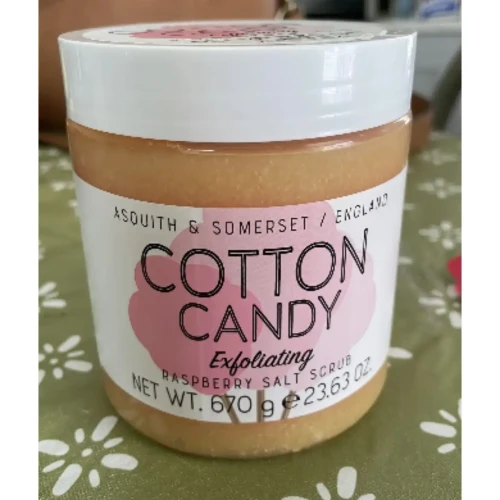 ASQUITH & SOMERSET / ENGLAND
COTTON
CANDY
Exfoliating
RASPBERRY SALT SCRUB
NET WT. 670 g e 23.63 OZ.